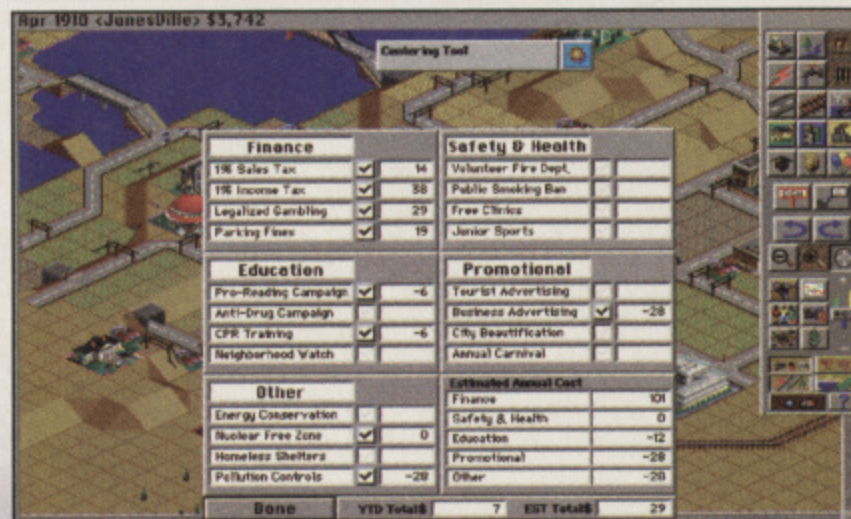 Apr 1910 <JunesVille> $3,742
Centering Tool
Finance
1% Sales Tax 14
1% Income Tax 38
Legalized Gambling 29
Parking Fines 19
Safety & Health
Volunteer Fire Dept.
Public Smoking Ban
Free Clinics
Junior Sports
Education
Pro-Reading Campaign -6
Anti-Drug Campaign
CPR Training -6
Neighborhood Watch
Promotional
Tourist Advertising
Business Advertising -28
City Beautification
Annual Carnival
Other
Energy Conservation
Nuclear Free Zone 0
Homeless Shelters
Pollution Controls -28
Estimated Annual Cost
Finance 101
Safety & Health 0
Education -12
Promotional -28
Other -28
Done
YTD Total$ 7
EST Total$ 29